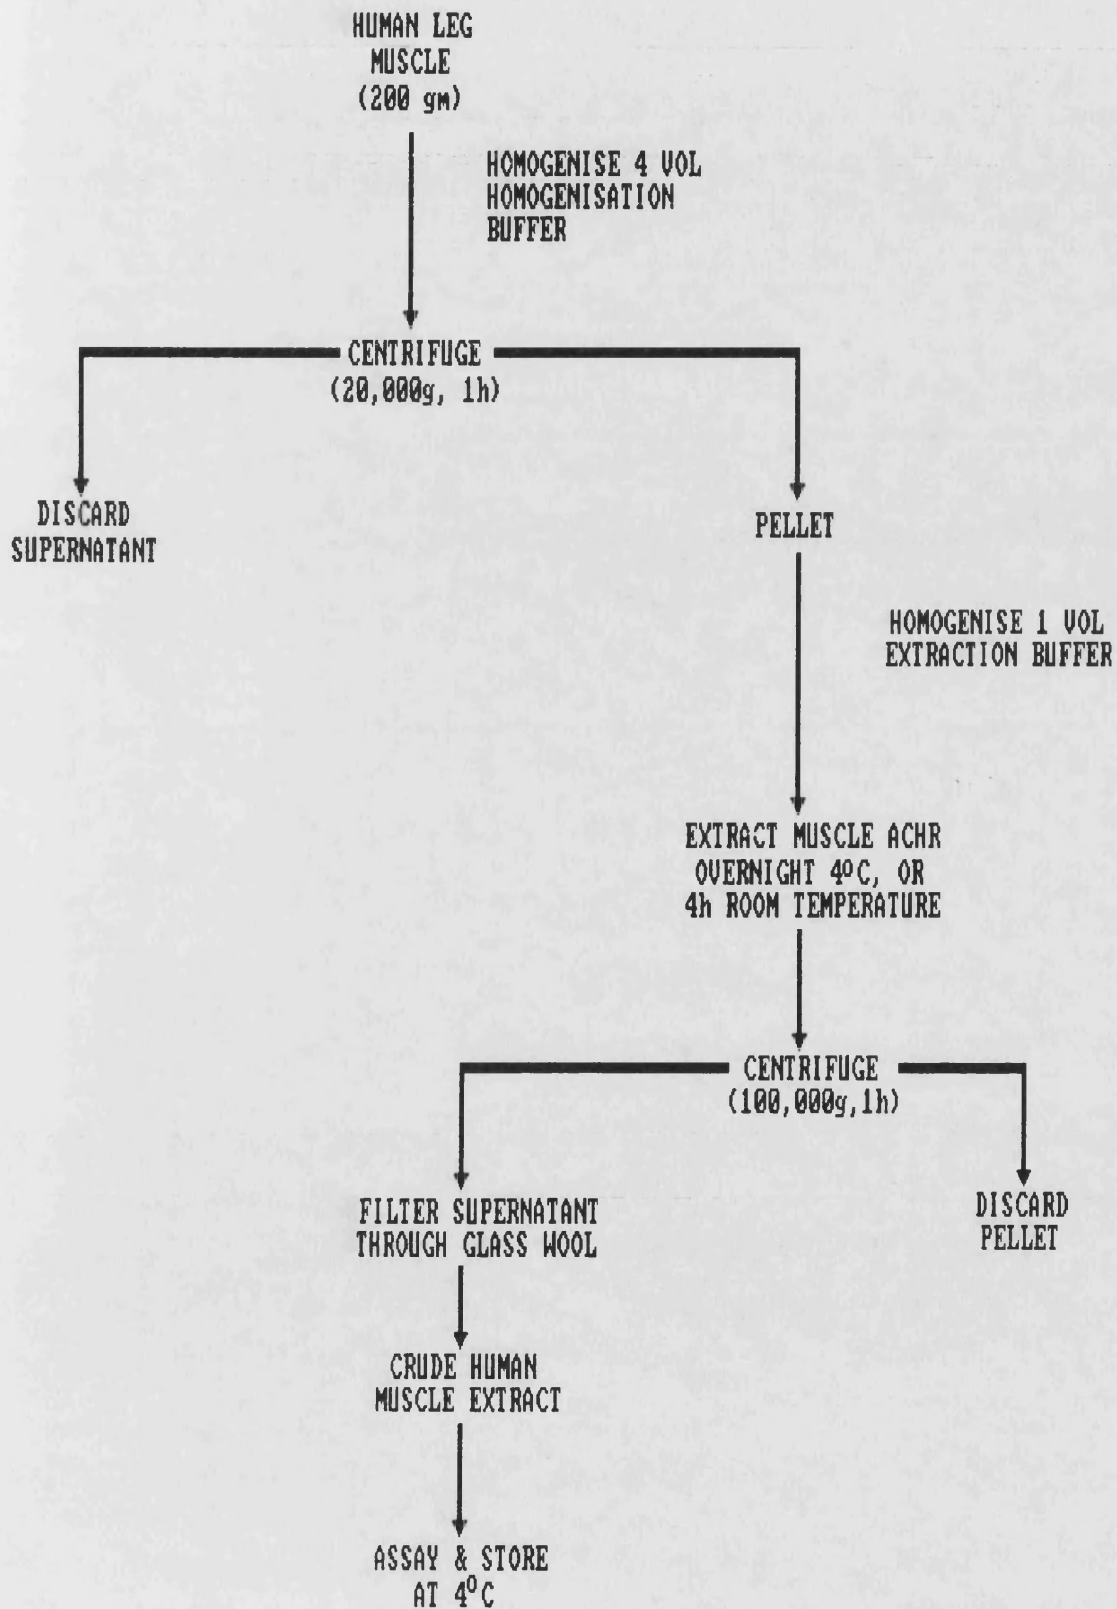 HUMAN LEG
MUSCLE
(200 gm)
HOMOGENISE 4 VOL
HOMOGENISATION
BUFFER
CENTRIFUGE
(20,000g, 1h)
DISCARD
SUPERNATANT
PELLET
HOMOGENISE 1 VOL
EXTRACTION BUFFER
EXTRACT MUSCLE ACHR
OVERNIGHT 4ºC, OR
4h ROOM TEMPERATURE
CENTRIFUGE
(100,000g,1h)
FILTER SUPERNATANT
THROUGH GLASS WOOL
DISCARD
PELLET
CRUDE HUMAN
MUSCLE EXTRACT
ASSAY & STORE
AT 4⁰C